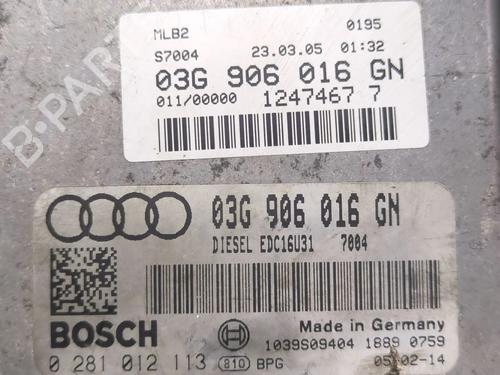 MLB2 0195
S7004 23.03.05 01:32
03G 906 016 GN
011/00000 1247467 7
03G 906 016 GN
DIESEL EDC16U31 7004
BOSCH
Made in Germany
1039S09404 1889 0759
0 281 012 113 810 BPG 05-02-14
B-PARTS